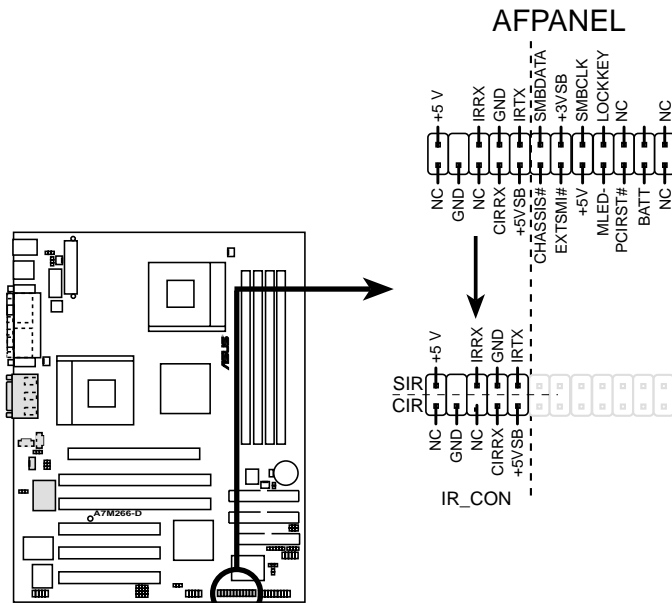 AFPANEL
+5 V
IRRX
GND
IRTX
SMBDATA
+3VSB
SMBCLK
LOCKKEY
NC
NC
NC
GND
NC
CIRRX
+5VSB
CHASSIS#
EXTSMI#
+5V
MLED-
PCIRST#
BATT
NC
+5 V
IRRX
GND
IRTX
SIR
CIR
NC
GND
NC
CIRRX
+5VSB
IR_CON
ASUS
A7M266-D